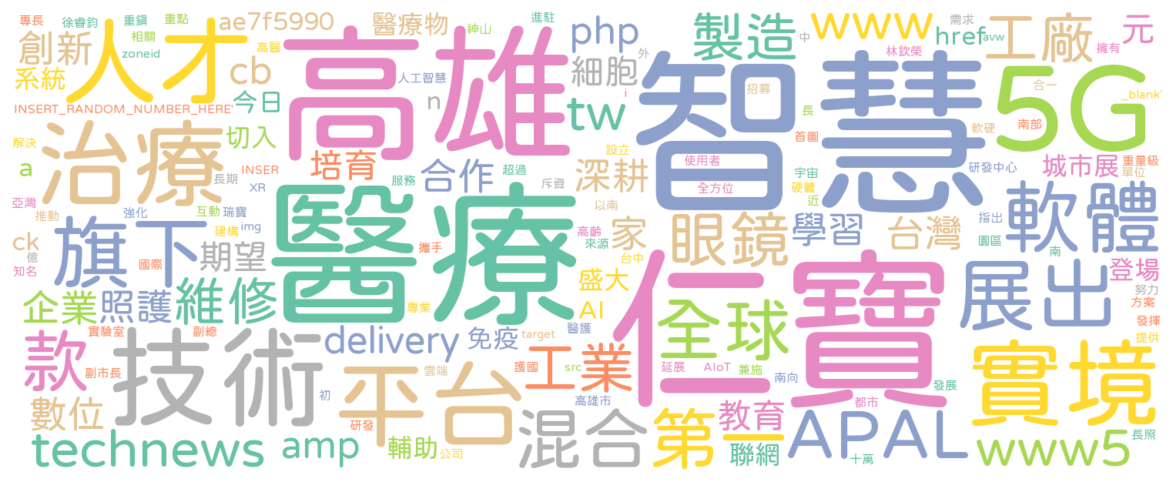 專長
徐睿鈞
重鎮
重點
ae7f5990
醫療物
神山
進駐
需求
元
人才
相關
zoneid
創新
高醫
高雄
php
製造
中
www
href
avw
工廠
林欽榮
擁有
系統
cb
人工智慧
細胞
外
智慧
5G
合一
_blank'
招募
今日
n
i
INSERT_RANDOM_NUMBER_HERE'
tw
長
軟硬
南部
治療
切入
解決
培育
首圖
a
INSER
長期
XR
服務
合作
超過
設立
斥資
深耕
使用者
全方位
宇宙
硬體
近
研發中心
城市展
重量級
單位
亞灣
推動
強化
互動
瑞寶
以南
醫療
軟體
旗下
建構
img
高齡
來源
家
眼鏡
學習
台灣
指出
園區
南
ck
億
知名
期望
國際
攜手
台中
登場
仁寶
展出
努力
方案
企業
照護
維修
專業
盛大
AI
全球
發揮
提供
實驗室
副總
款
技術
delivery
免疫
target
醫護
實境
副市長
雲端
工業
護國
src
延展
AIoT
兼施
南向
發展
初
平台
高雄市
都市
數位
研發
混合
第一
教育
APAL
長照
technews
amp
輔助
公司
聯網
十萬
www5